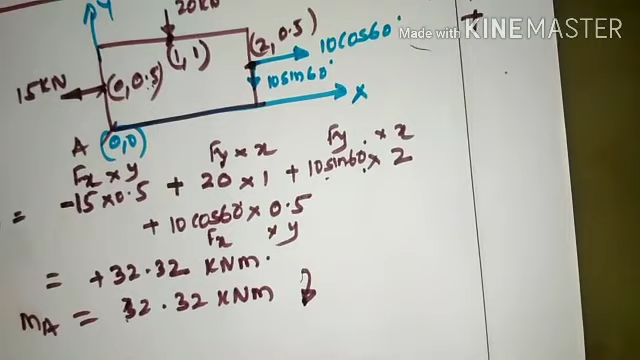 Made with KINEMASTER
Y
20KN
(2, 0.5)
10cos60°
(1, 1)
15KN
(0, 0.5)
10sin60°
X
A (0,0)
Fx × y Fy × x Fy × x
= -15 × 0.5 + 20 × 1 + 10sin60 × 2
+ 10cos60° × 0.5
Fx × y
= +32.32 KNm.
MA = 32.32 KNm